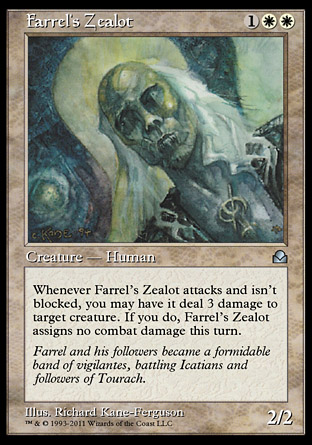 Farrel's Zealot 1
Creature — Human
Whenever Farrel's Zealot attacks and isn't
blocked, you may have it deal 3 damage to
target creature. If you do, Farrel's Zealot
assigns no combat damage this turn.
Farrel and his followers became a formidable
band of vigilantes, battling Icatians and
followers of Tourach.
Illus. Richard Kane-Ferguson
2/2
™ & © 1993-2011 Wizards of the Coast LLC